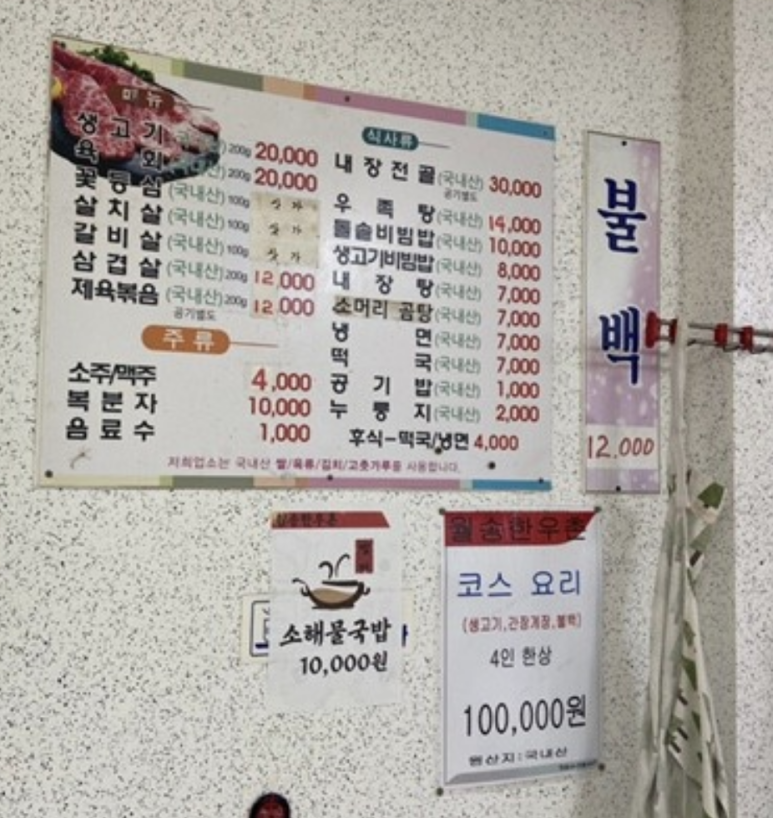 메뉴
생고기 200g 20,000
육회 200g 20,000
꽃등심 (국내산) 100g 싯가
살치살 (국내산) 100g 싯가
갈비살 (국내산) 100g 싯가
삼겹살 (국내산) 200g 12,000
제육볶음 (국내산) 200g 12,000
공기별도
주류
소주/맥주 4,000
복분자 10,000
음료수 1,000
식사류
내장전골 (국내산) 30,000
공기별도
우족탕 (국내산) 14,000
돌솥비빔밥 (국내산) 10,000
생고기비빔밥 (국내산) 8,000
내장탕 (국내산) 7,000
소머리 곰탕 (국내산) 7,000
냉면 (국내산) 7,000
떡국 (국내산) 7,000
공기밥 (국내산) 1,000
누룽지 (국내산) 2,000
후식-떡국/냉면 4,000
저희업소는 국내산 쌀/육류/김치/고춧가루를 사용합니다.
불백
12,000
소해물국밥
10,000원
월송한우촌
코스 요리
(생고기,간장게장,불백)
4인 한상
100,000원
원산지:국내산